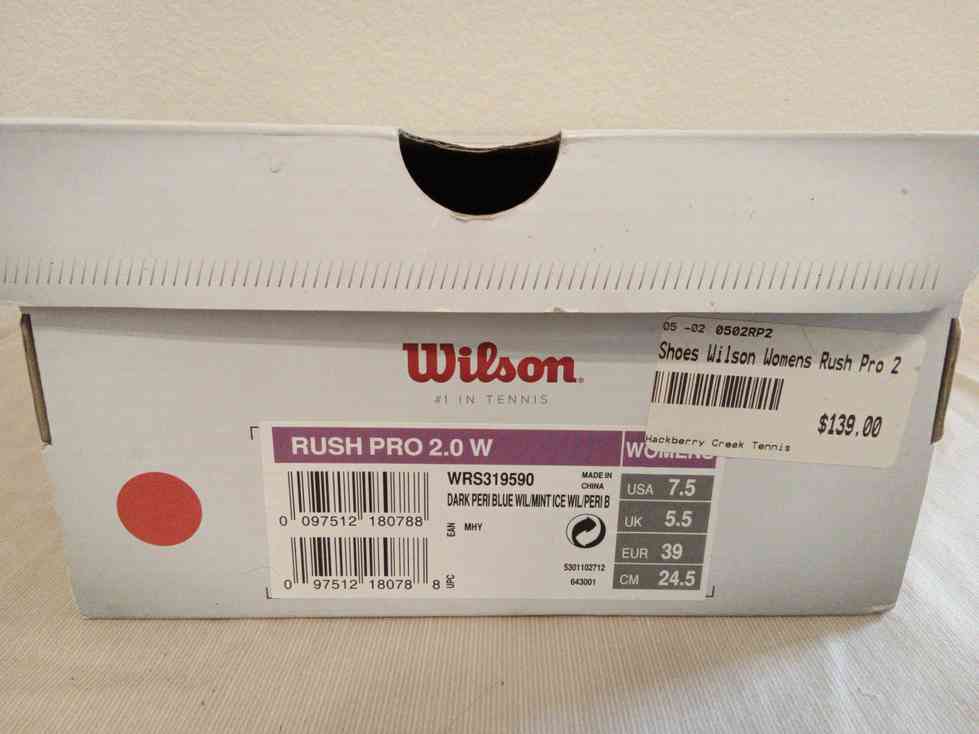 05 -02 0502RP2
Shoes Wilson Womens Rush Pro 2
$139.00
Hackberry Creek Tennis
Wilson
#1 IN TENNIS
RUSH PRO 2.0 W
WOMENS
WRS319590
MADE IN
CHINA
DARK PERI BLUE WIL/MINT ICE WIL/PERI B
EAN MHY
0 097512 180788
5301102712
643001
0 97512 18078 8
UPC
USA 7.5
UK 5.5
EUR 39
CM 24.5